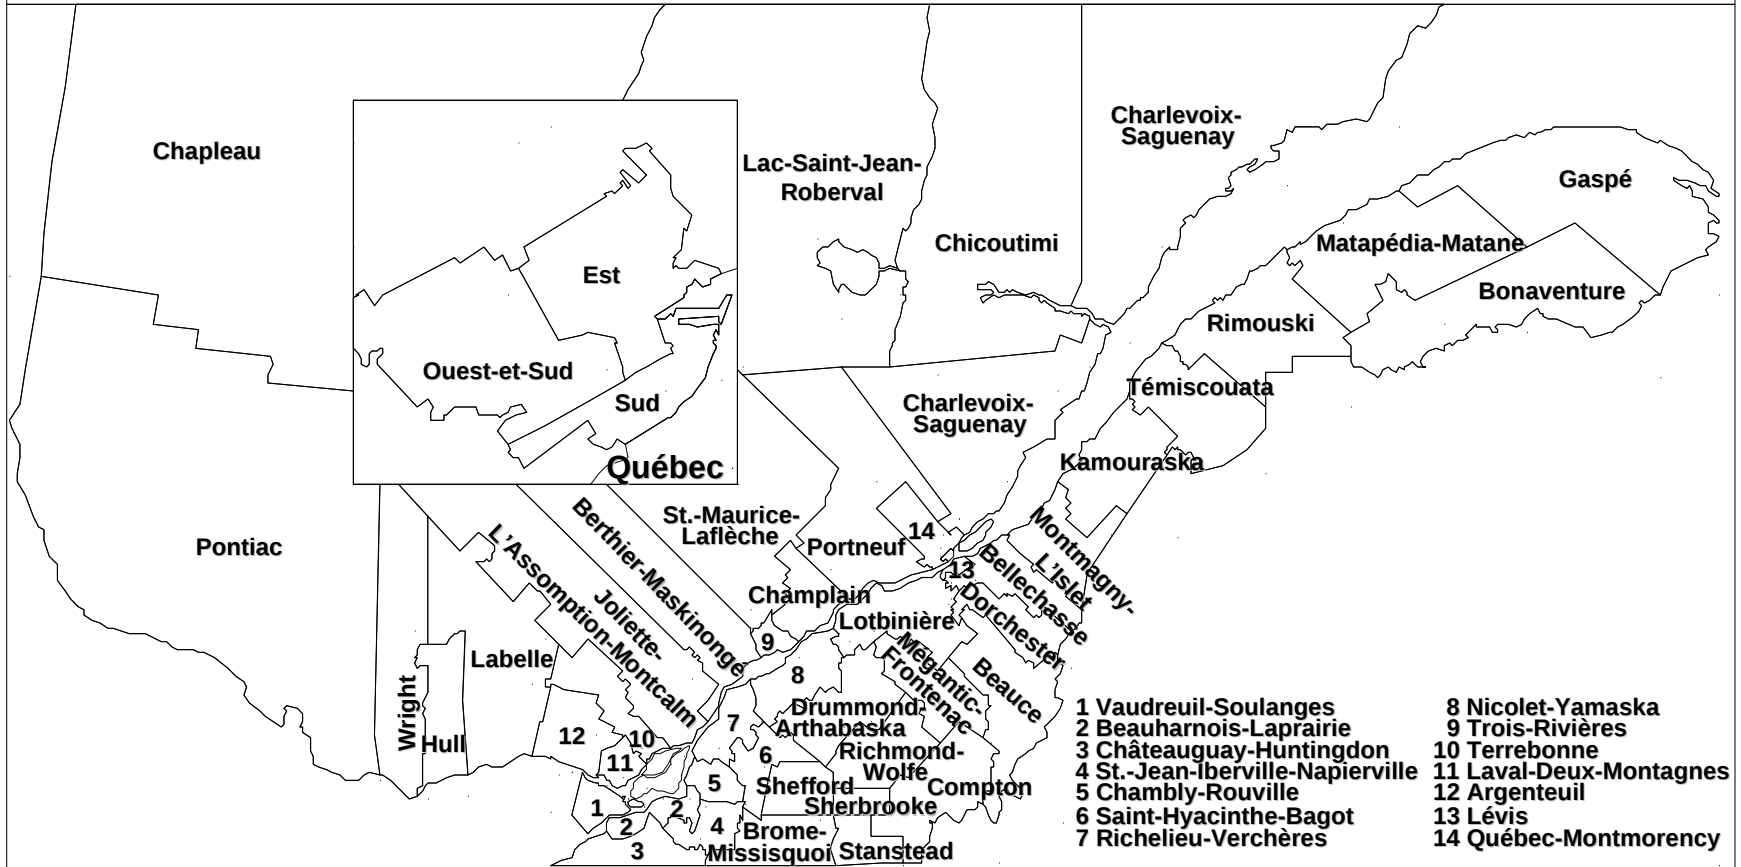 Chapleau
Lac-Saint-Jean-
Roberval
Chicoutimi
Charlevoix-
Saguenay
Gaspé
Matapédia-Matane
Bonaventure
Rimouski
Témiscouata
Kamouraska
Est
Ouest-et-Sud
Sud
Québec
Charlevoix-
Saguenay
Pontiac
St.-Maurice-
Laflèche
Portneuf
14
13
Champlain
Berthier-Maskinongé
Joliette-
L'Assomption-Montcalm
Montmagny-
L'Islet
Bellechasse
Dorchester
Lotbinière
Beauce
Mégantic-
Frontenac
Labelle
Wright
Hull
9
8
7
Drummond-
Arthabaska
12
10
11
6
5
Richmond-
Wolfe
Shefford
Sherbrooke
Compton
1
2
2
3
4
Brome-
Missisquoi
Stanstead
1 Vaudreuil-Soulanges
2 Beauharnois-Laprairie
3 Châteauguay-Huntingdon
4 St.-Jean-Iberville-Napierville
5 Chambly-Rouville
6 Saint-Hyacinthe-Bagot
7 Richelieu-Verchères
8 Nicolet-Yamaska
9 Trois-Rivières
10 Terrebonne
11 Laval-Deux-Montagnes
12 Argenteuil
13 Lévis
14 Québec-Montmorency